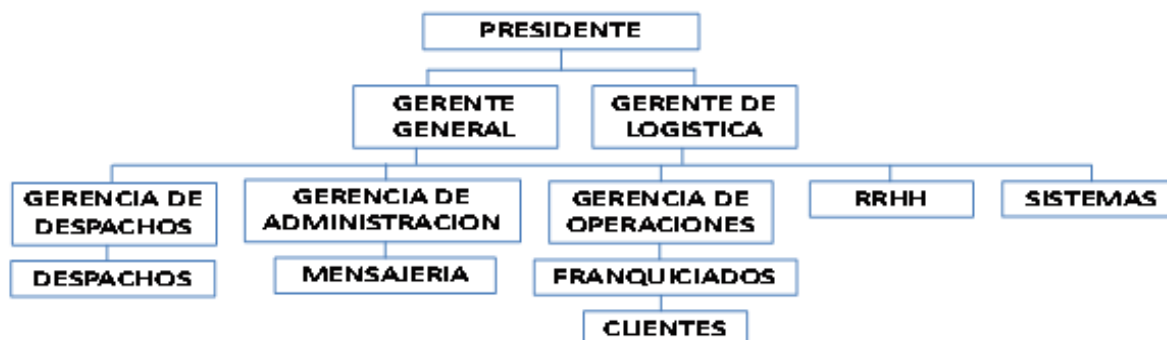 PRESIDENTE
GERENTE
GENERAL
GERENTE DE
LOGISTICA
GERENCIA DE
DESPACHOS
GERENCIA DE
ADMINISTRACION
GERENCIA DE
OPERACIONES
RRHH
SISTEMAS
DESPACHOS
MENSAJERIA
FRANQUICIADOS
CLIENTES